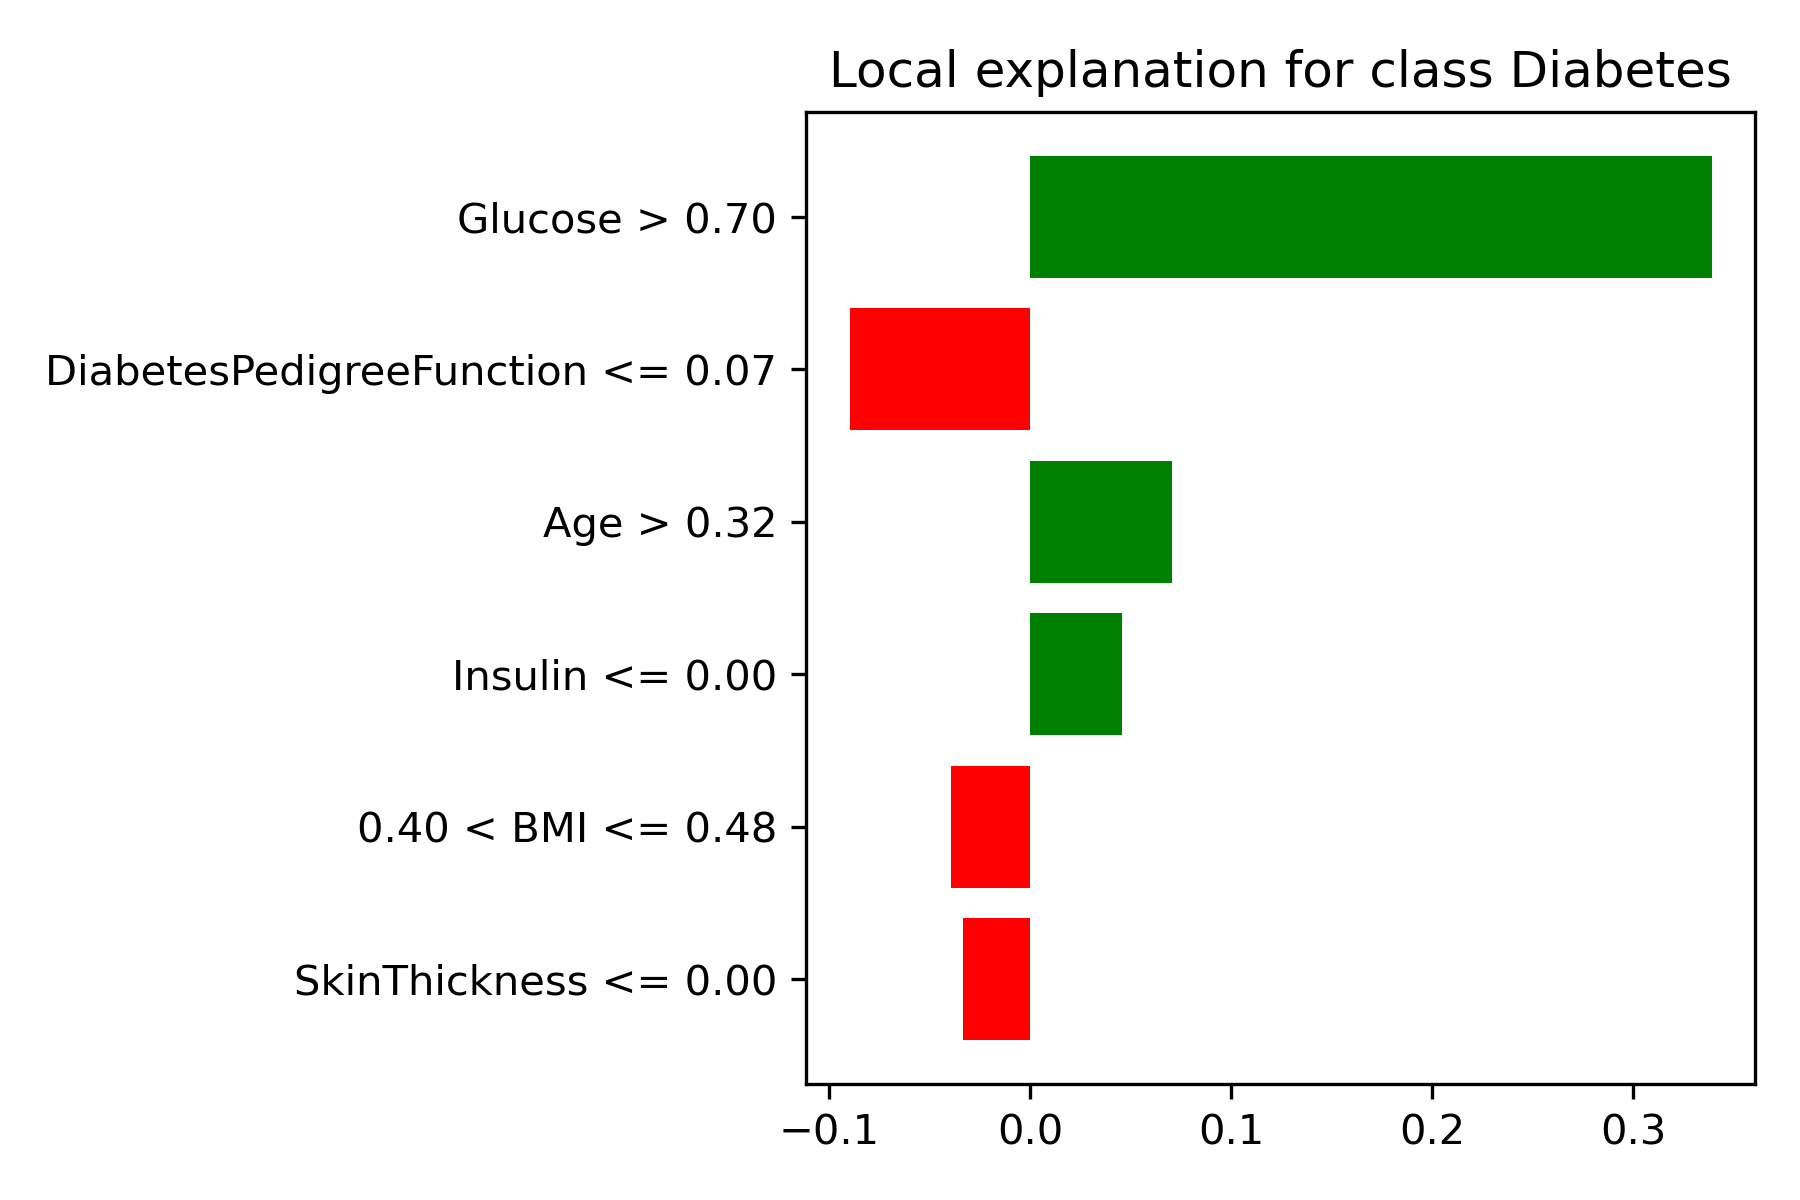 Local explanation for class Diabetes
Glucose > 0.70
DiabetesPedigreeFunction <= 0.07
Age > 0.32
Insulin <= 0.00
0.40 < BMI <= 0.48
SkinThickness <= 0.00
−0.1 0.0 0.1 0.2 0.3